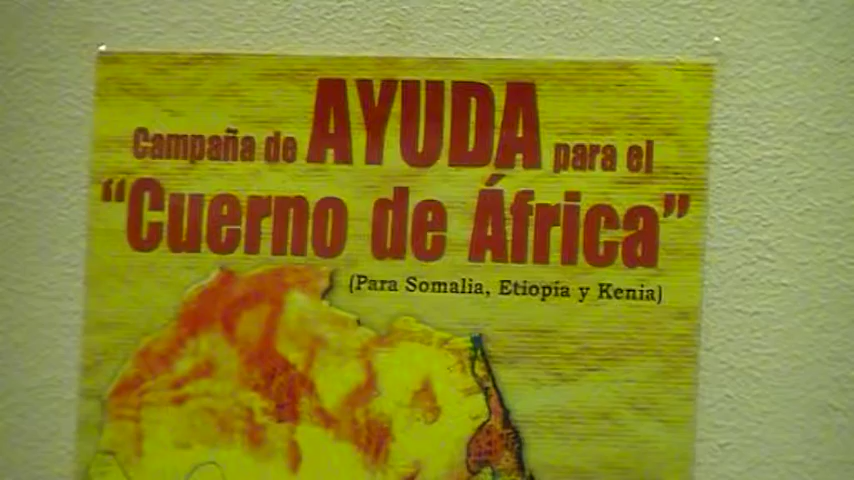 Campaña de AYUDA para el
“Cuerno de África”
(Para Somalia, Etiopía y Kenia)